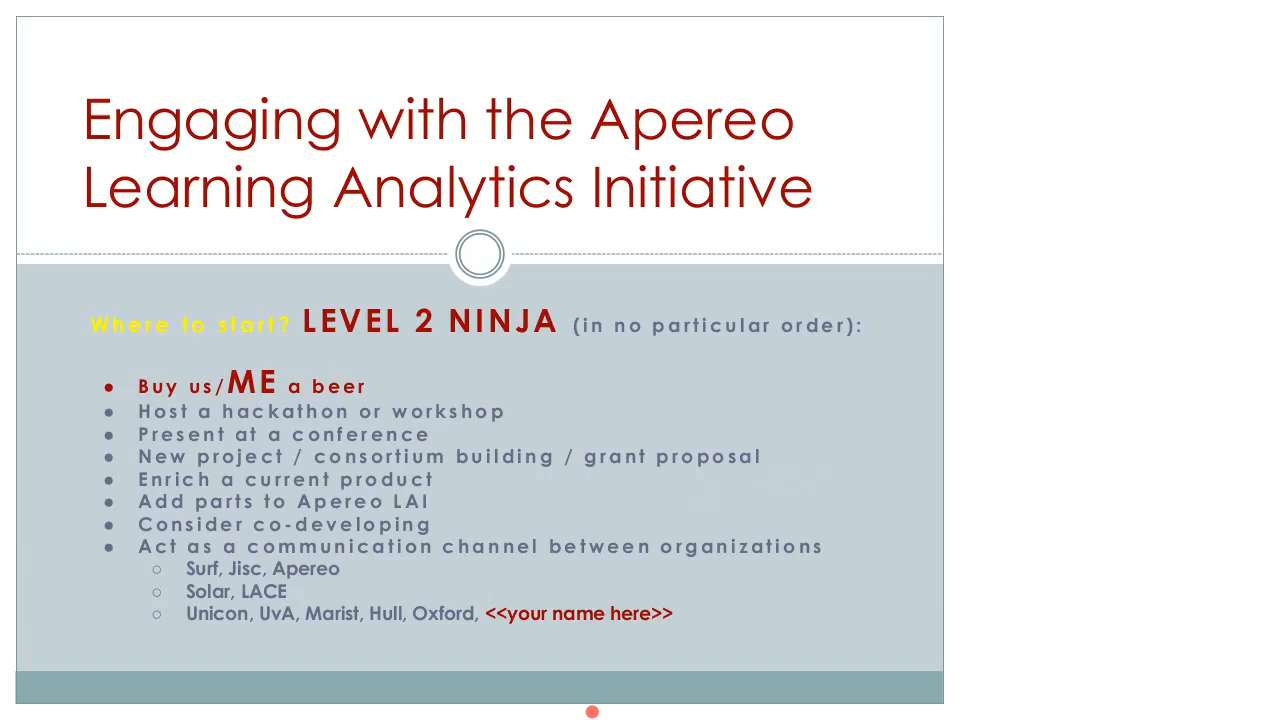 Engaging with the Apereo
Learning Analytics Initiative
Where to start? LEVEL 2 NINJA (in no particular order):
● Buy us/ME a beer
● Host a hackathon or workshop
● Present at a conference
● New project / consortium building / grant proposal
● Enrich a current product
● Add parts to Apereo LAI
● Consider co-developing
● Act as a communication channel between organizations
○ Surf, Jisc, Apereo
○ Solar, LACE
○ Unicon, UvA, Marist, Hull, Oxford, <<your name here>>